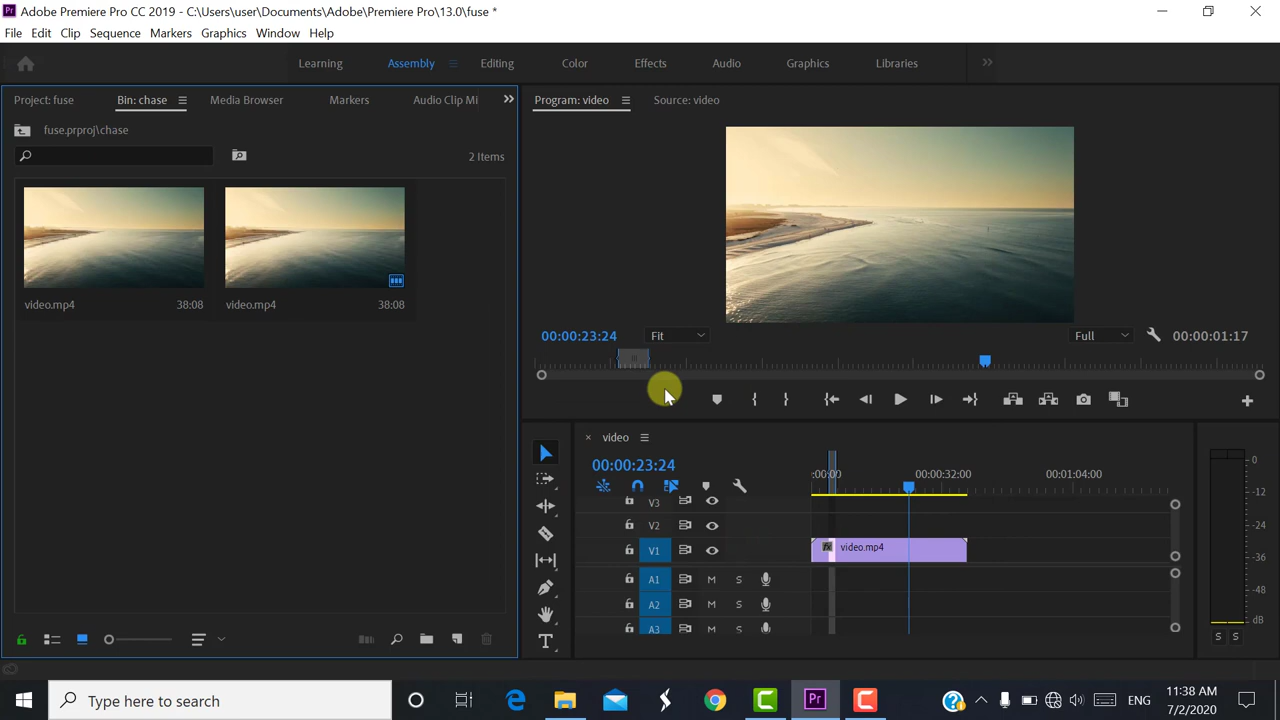 Pr Adobe Premiere Pro CC 2019 - C:\Users\user\Documents\Adobe\Premiere Pro\13.0\fuse *
File Edit Clip Sequence Markers Graphics Window Help
Learning Assembly Editing Color Effects Audio Graphics Libraries
Project: fuse Bin: chase Media Browser Markers Audio Clip Mi
Program: video Source: video
fuse.prproj\chase
2 Items
video.mp4 38:08 video.mp4 38:08
00:00:23:24 Fit Full 00:00:01:17
video
00:00:23:24
:00:00 00:00:32:00 00:01:04:00
V3
V2
V1 fx video.mp4
A1 M S
A2 M S
A3 M S
T
0
-12
-24
-36
-48
dB
S S
Type here to search
Pr
ENG
11:38 AM
7/2/2020